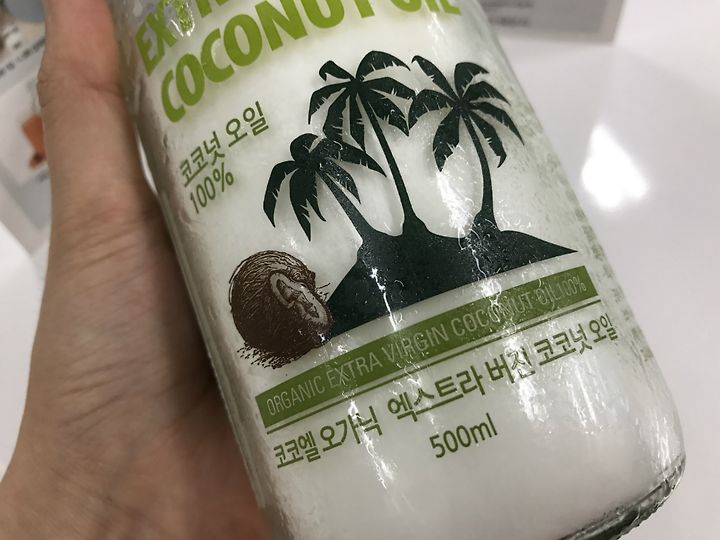 COCONUT OIL
코코넛 오일
100%
ORGANIC EXTRA VIRGIN COCONUT OIL 100%
코코엘 오가닉 엑스트라 버진 코코넛 오일
500ml